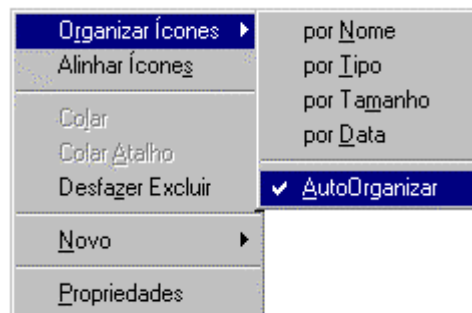 Organizar Ícones
Alinhar Ícones
Colar
Colar Atalho
Desfazer Excluir
Novo
Propriedades
por Nome
por Tipo
por Tamanho
por Data
AutoOrganizar